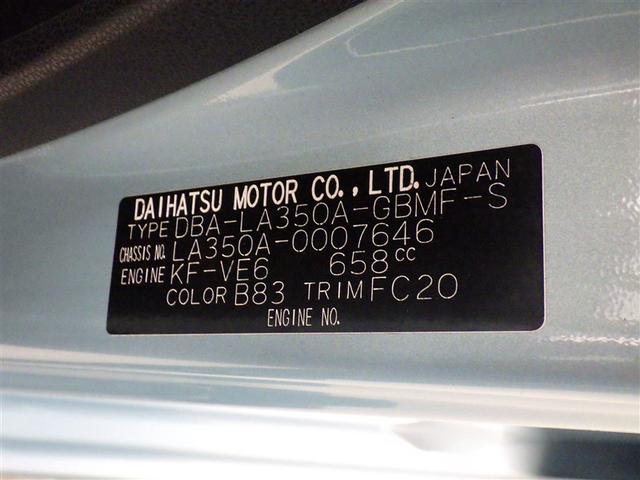 DAIHATSU MOTOR CO., LTD. JAPAN
TYPE DBA-LA350A-GBMF-S
CHASSIS NO. LA350A-0007646
ENGINE KF-VE6 658cc
COLOR B83 TRIM FC20
ENGINE NO.